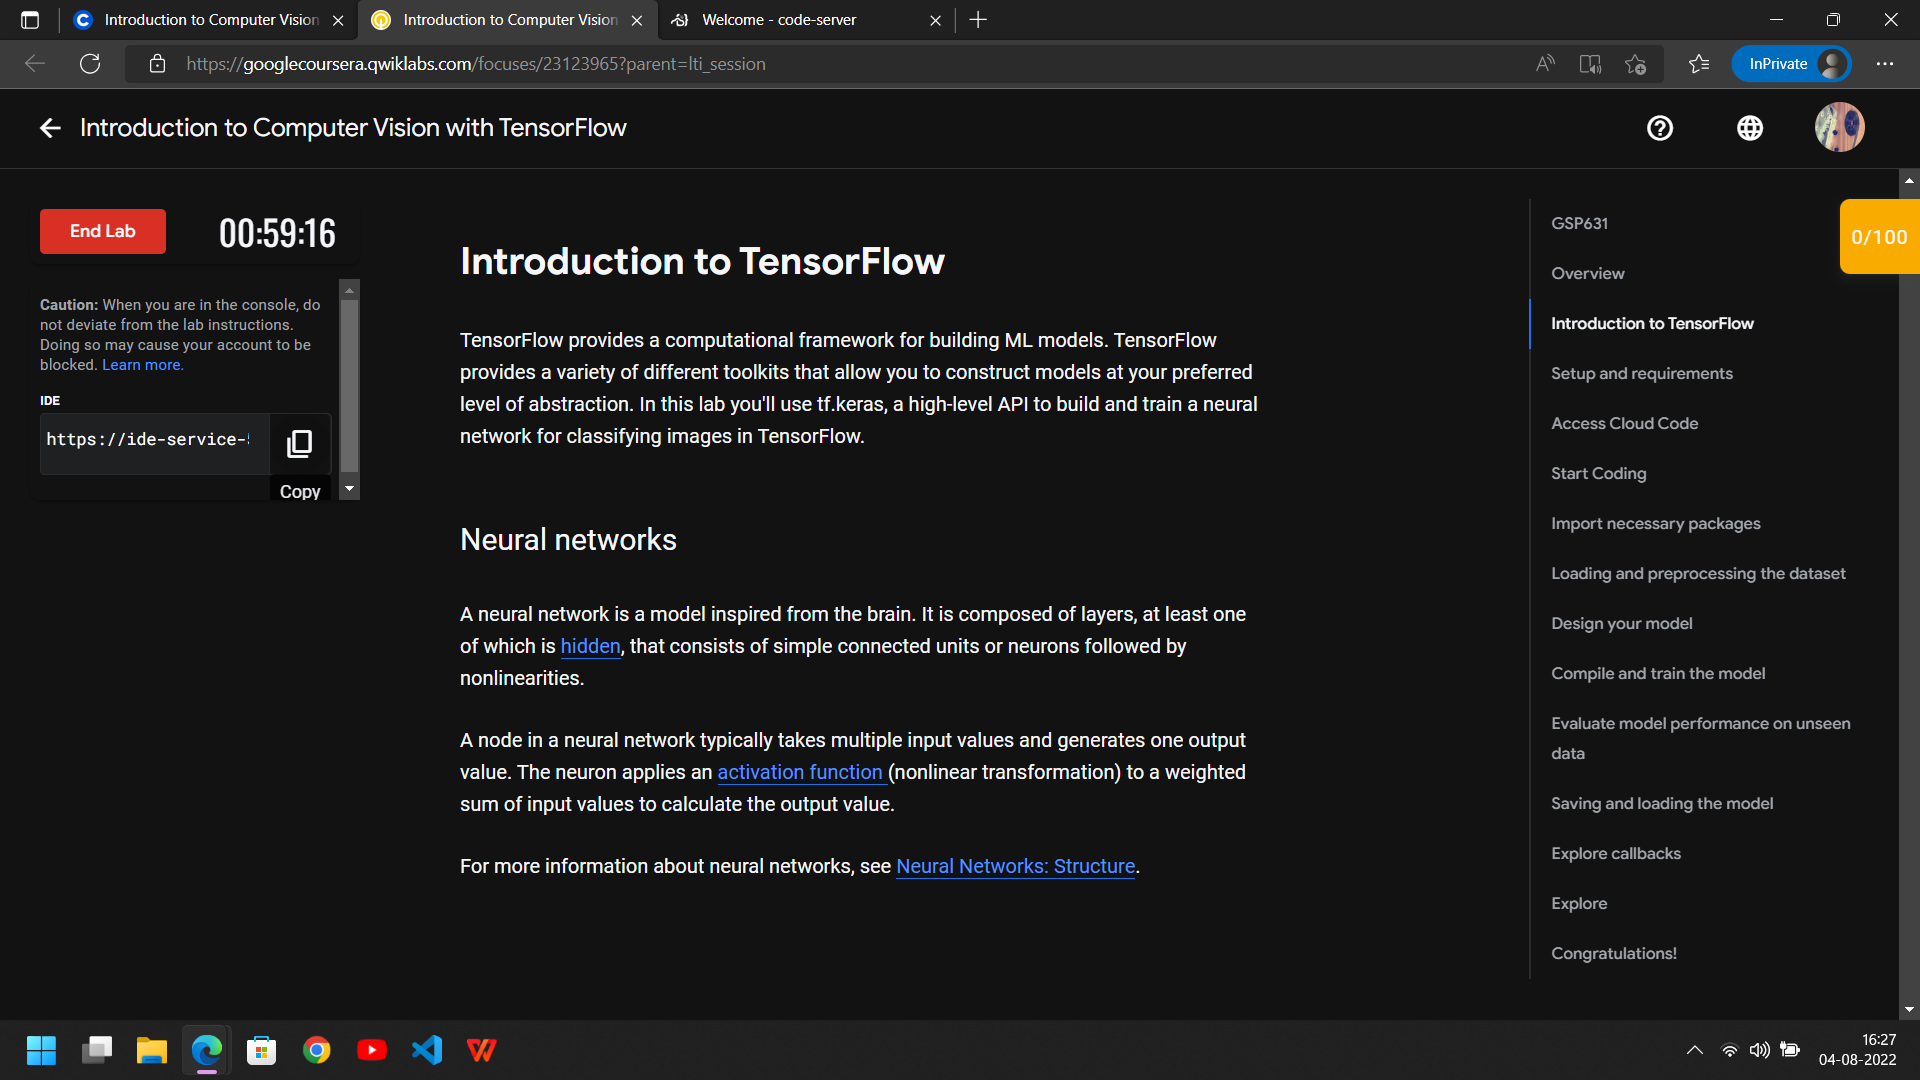 Introduction to Computer Vision
Introduction to Computer Vision
Welcome - code-server
https://googlecoursera.qwiklabs.com/focuses/23123965?parent=lti_session
InPrivate
Introduction to Computer Vision with TensorFlow
End Lab
00:59:16
Caution: When you are in the console, do
not deviate from the lab instructions.
Doing so may cause your account to be
blocked. Learn more.
IDE
https://ide-service-
Copy
Introduction to TensorFlow
TensorFlow provides a computational framework for building ML models. TensorFlow
provides a variety of different toolkits that allow you to construct models at your preferred
level of abstraction. In this lab you'll use tf.keras, a high-level API to build and train a neural
network for classifying images in TensorFlow.
Neural networks
A neural network is a model inspired from the brain. It is composed of layers, at least one
of which is hidden, that consists of simple connected units or neurons followed by
nonlinearities.
A node in a neural network typically takes multiple input values and generates one output
value. The neuron applies an activation function (nonlinear transformation) to a weighted
sum of input values to calculate the output value.
For more information about neural networks, see Neural Networks: Structure.
GSP631
Overview
Introduction to TensorFlow
Setup and requirements
Access Cloud Code
Start Coding
Import necessary packages
Loading and preprocessing the dataset
Design your model
Compile and train the model
Evaluate model performance on unseen
data
Saving and loading the model
Explore callbacks
Explore
Congratulations!
0/100
16:27
04-08-2022